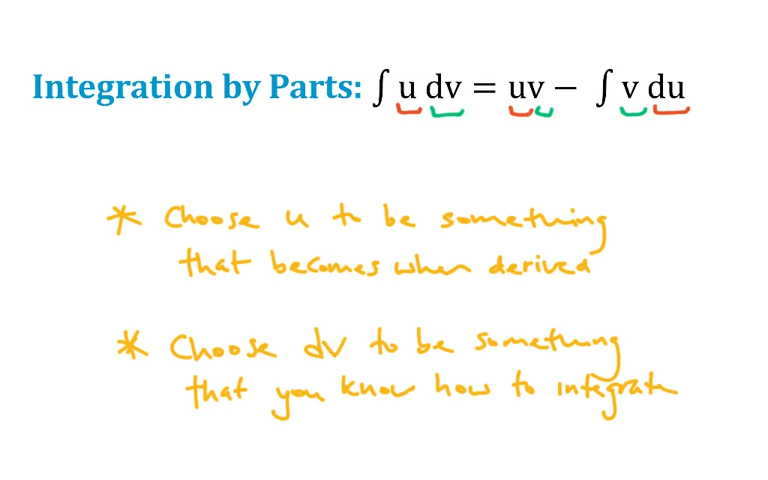 Integration by Parts: ∫ u dv = uv − ∫ v du
* Choose u to be something
that becomes when derived
* Choose dv to be something
that you know how to integrate